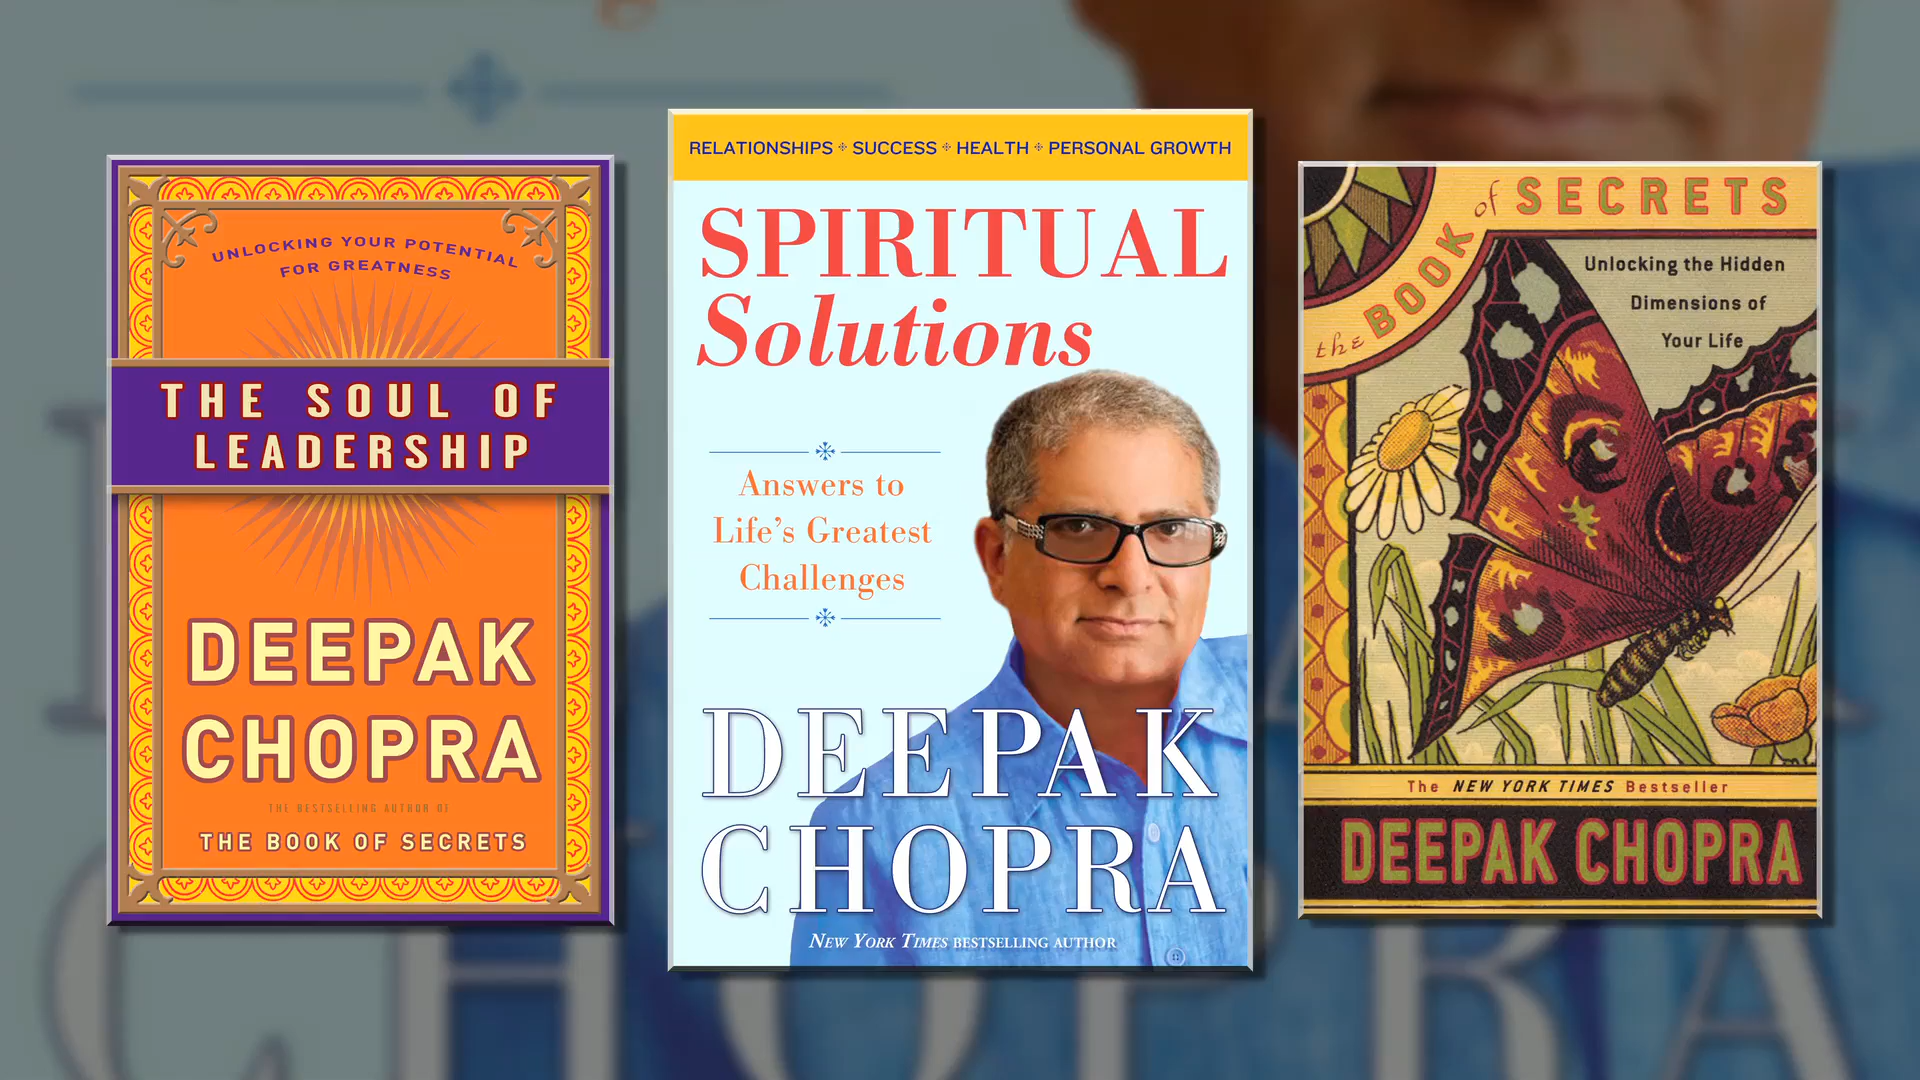 UNLOCKING YOUR POTENTIAL
FOR GREATNESS
THE SOUL OF
LEADERSHIP
DEEPAK
CHOPRA
THE BESTSELLING AUTHOR OF
THE BOOK OF SECRETS
RELATIONSHIPS SUCCESS HEALTH PERSONAL GROWTH
SPIRITUAL
Solutions
Answers to
Life's Greatest
Challenges
DEEPAK
CHOPRA
NEW YORK TIMES BESTSELLING AUTHOR
the BOOK of SECRETS
Unlocking the Hidden
Dimensions of
Your Life
The NEW YORK TIMES Bestseller
DEEPAK CHOPRA